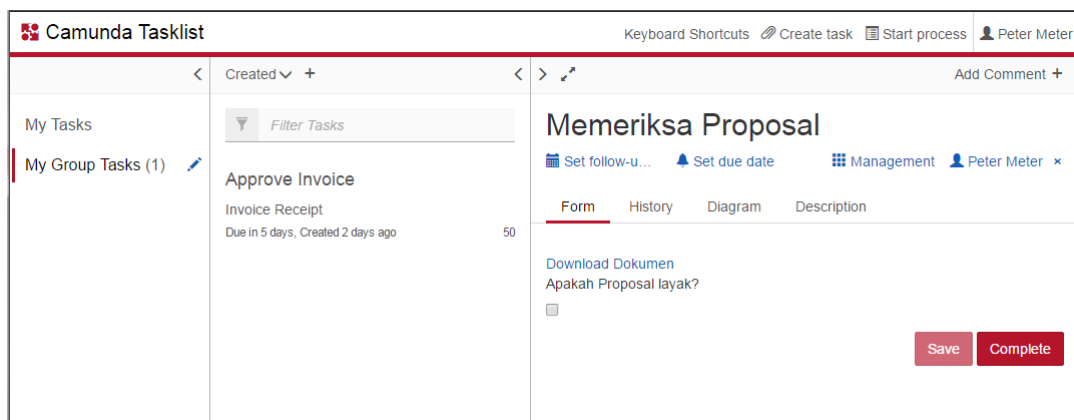 Camunda Tasklist
Keyboard Shortcuts Create task Start process Peter Meter
Created +
Add Comment +
My Tasks
My Group Tasks (1)
Filter Tasks
Approve Invoice
Invoice Receipt
Due in 5 days, Created 2 days ago 50
Memeriksa Proposal
Set follow-u... Set due date Management Peter Meter ×
Form History Diagram Description
Download Dokumen
Apakah Proposal layak?
Save Complete